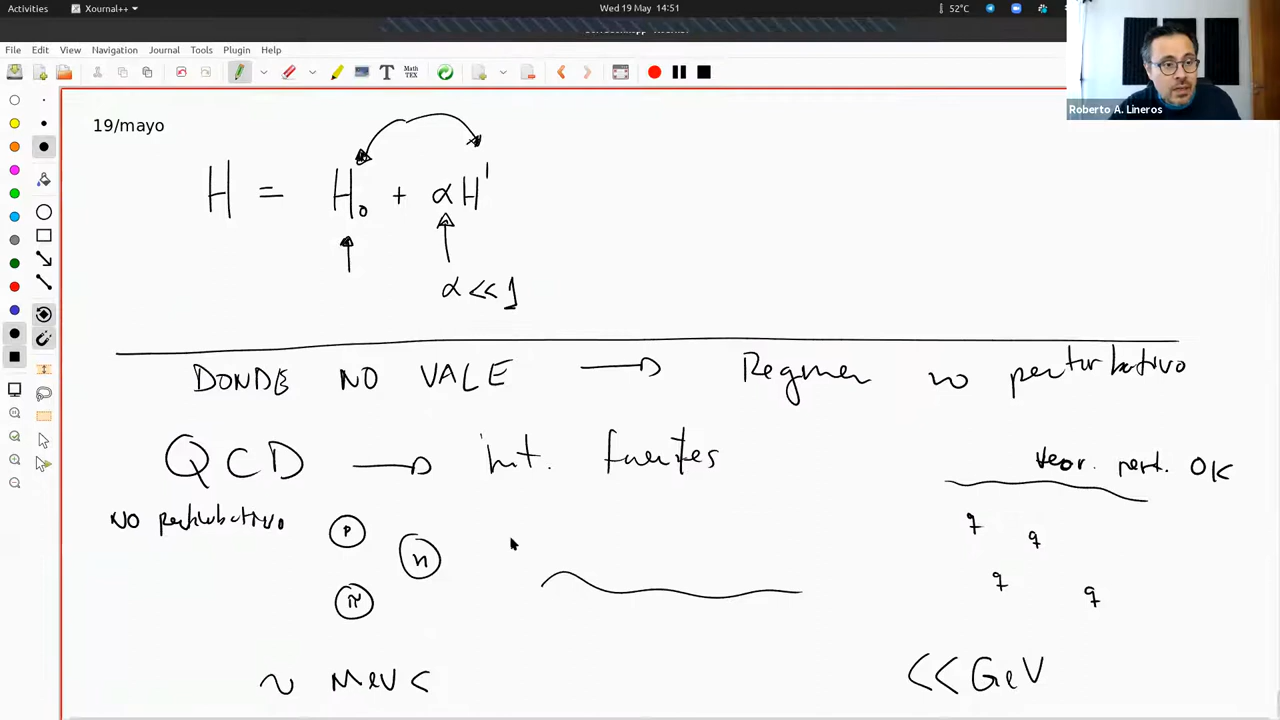 Activities
Xournal++
Wed 19 May 14:51
52°C
File Edit View Navigation Journal Tools Plugin Help
Roberto A. Lineros
19/mayo
H = H₀ + αH'
α << 1
DONDE NO VALE → Regimen no perturbativo
QCD → int. fuertes
teor. pert. OK
NO perturbativo
p
n
π
q
q
q
q
~ MeV <
<<GeV